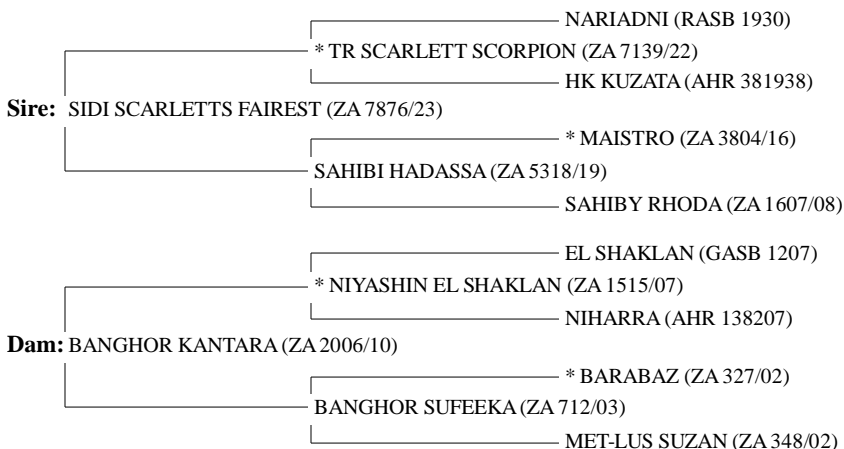 NARIADNI (RASB 1930)
* TR SCARLETT SCORPION (ZA 7139/22)
HK KUZATA (AHR 381938)
Sire: SIDI SCARLETTS FAIREST (ZA 7876/23)
* MAISTRO (ZA 3804/16)
SAHIBI HADASSA (ZA 5318/19)
SAHIBY RHODA (ZA 1607/08)
EL SHAKLAN (GASB 1207)
* NIYASHIN EL SHAKLAN (ZA 1515/07)
NIHARRA (AHR 138207)
Dam: BANGHOR KANTARA (ZA 2006/10)
* BARABAZ (ZA 327/02)
BANGHOR SUFEEKA (ZA 712/03)
MET-LUS SUZAN (ZA 348/02)